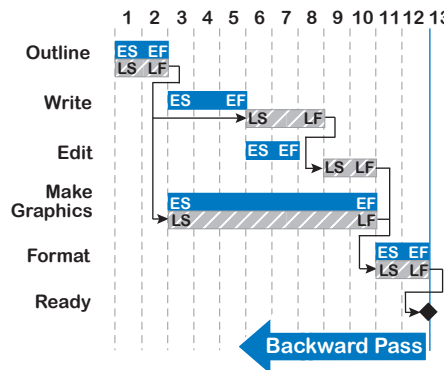 1 2 3 4 5 6 7 8 9 10 11 12 13
Outline
ES EF
LS LF
Write
ES EF
LS LF
Edit
ES EF
LS LF
Make
Graphics
ES EF
LS LF
Format
ES EF
LS LF
Ready
Backward Pass